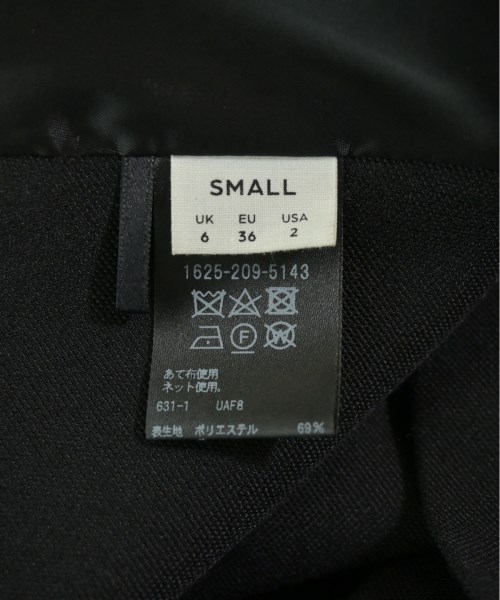 SMALL
UK EU USA
6 36 2
1625-209-5143
F W
あて布使用
ネット使用。
631-1 UAF8
表生地 ポリエステル 69%